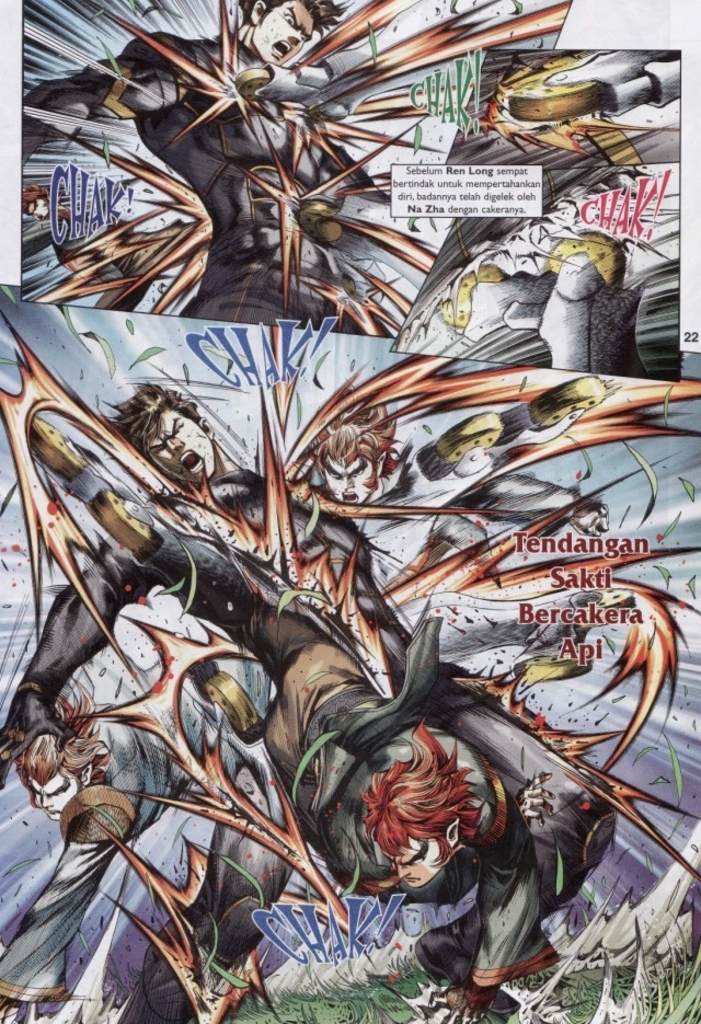 CHAK!
CHAK!
Sebelum Ren Long sempat
bertindak untuk mempertahankan
diri, badannya telah digelek oleh
Na Zha dengan cakeranya.
CHAK!
22
CHAK!
Tendangan
Sakti
Bercakera
Api
CHAK!